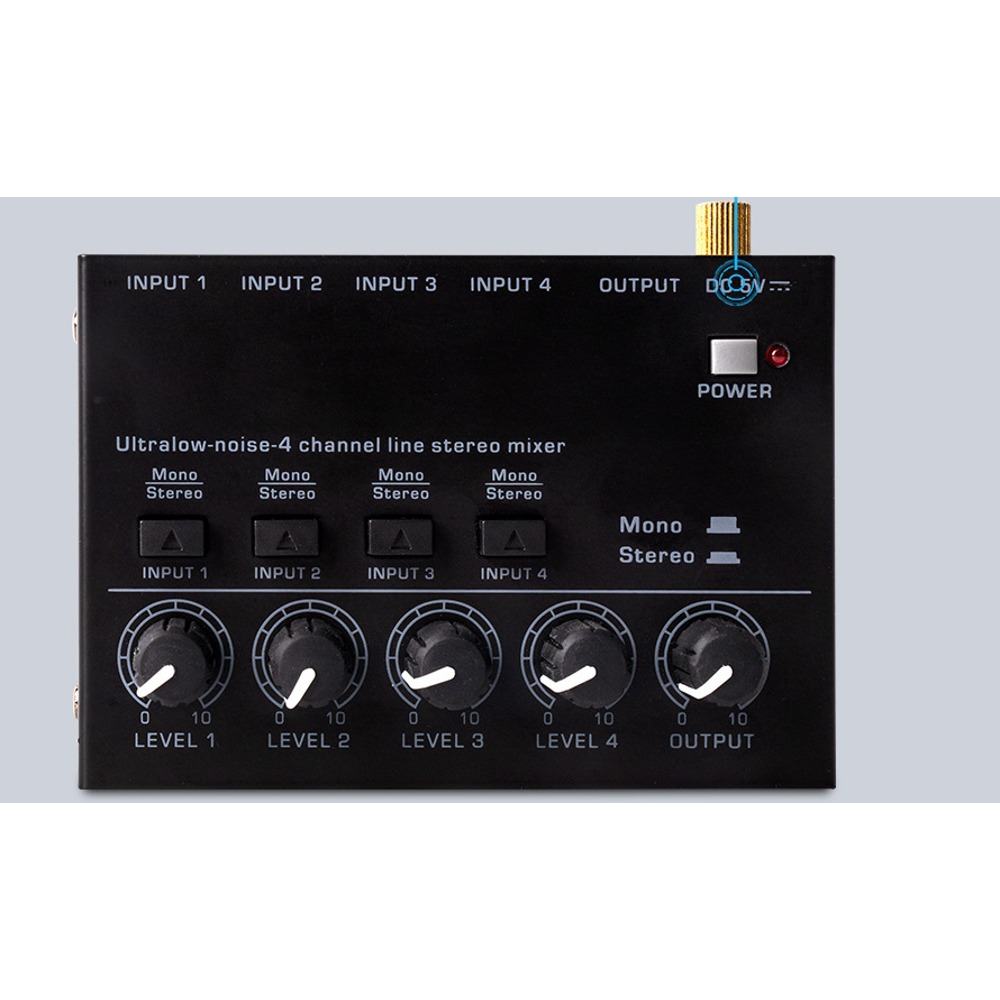 INPUT 1 INPUT 2 INPUT 3 INPUT 4 OUTPUT DC 5V
POWER
Ultralow-noise-4 channel line stereo mixer
Mono Mono Mono Mono
Stereo Stereo Stereo Stereo
Mono
Stereo
INPUT 1 INPUT 2 INPUT 3 INPUT 4
0 10 0 10 0 10 0 10 0 10
LEVEL 1 LEVEL 2 LEVEL 3 LEVEL 4 OUTPUT